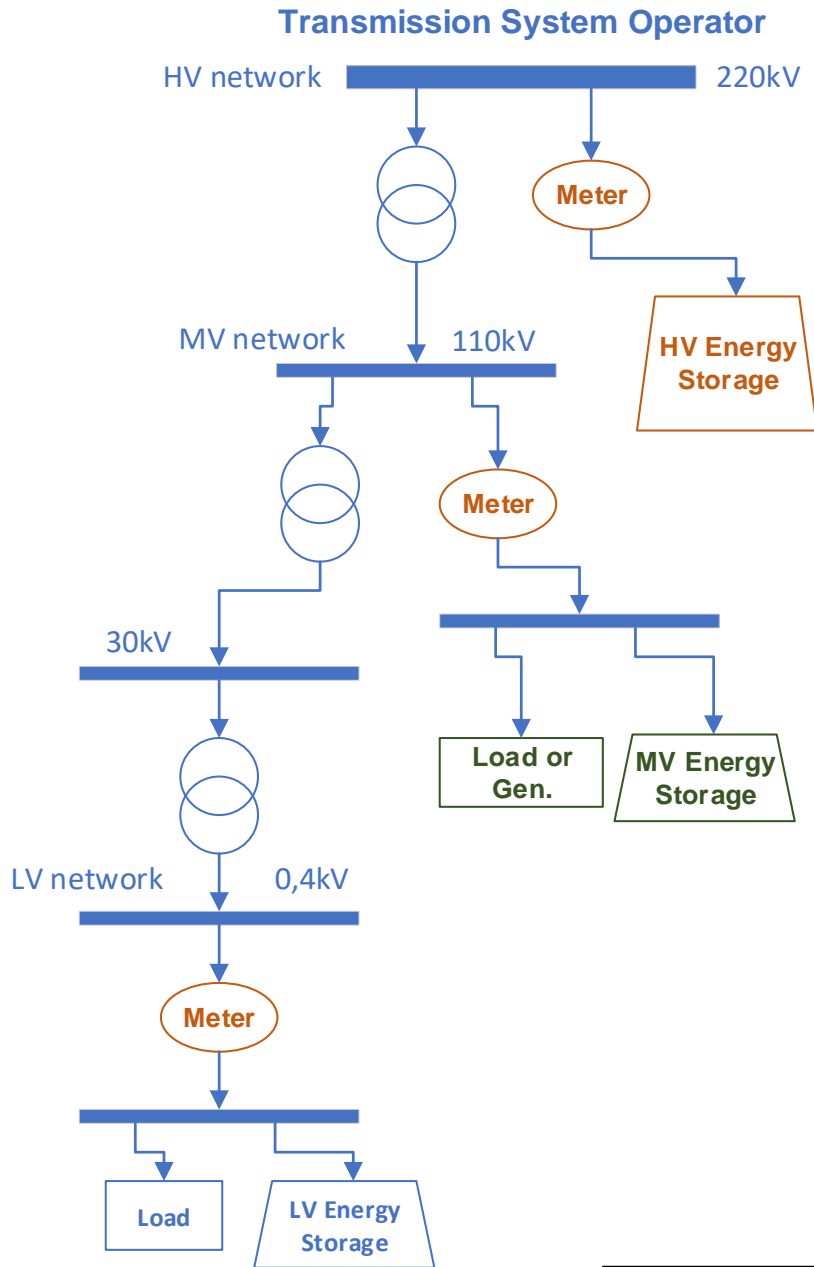 Transmission System Operator
HV network
220kV
Meter
HV Energy
Storage
MV network
110kV
Meter
30kV
Load or
Gen.
MV Energy
Storage
LV network
0,4kV
Meter
Load
LV Energy
Storage